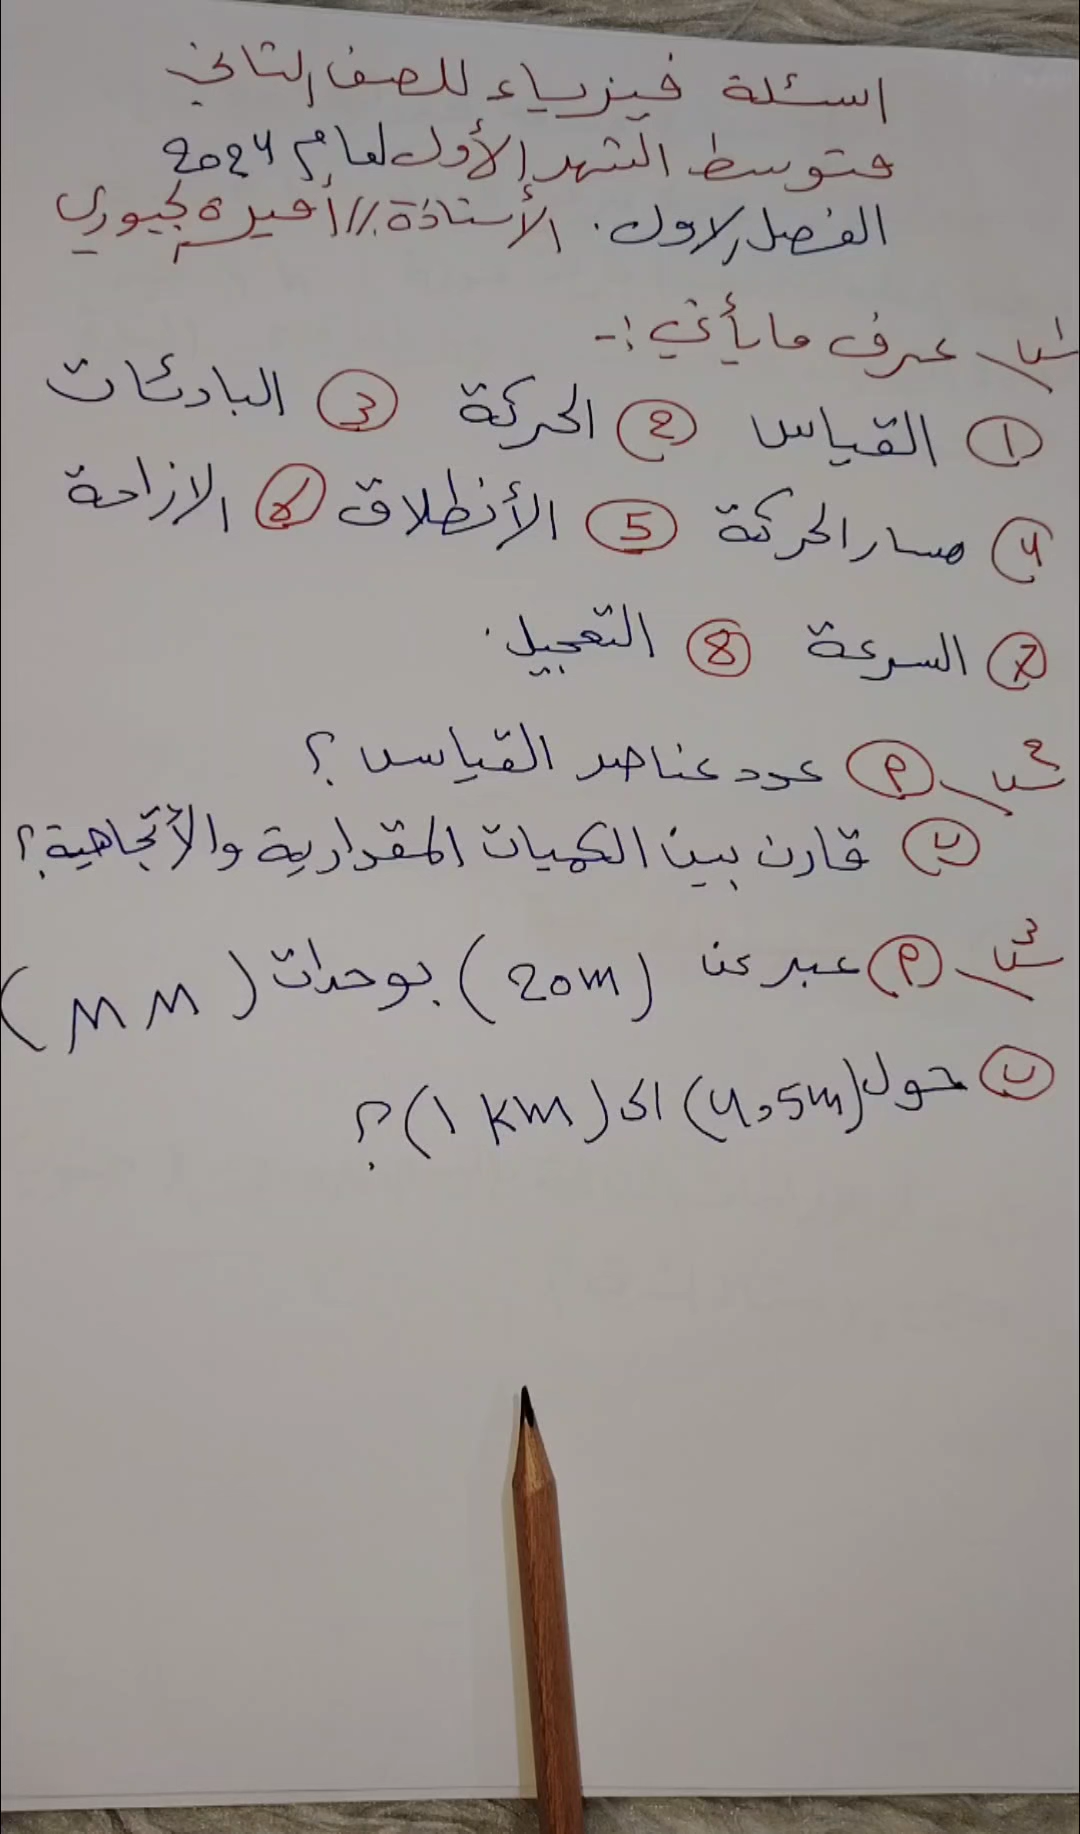 اسئلة فيزياء للصف الثاني
متوسط الشهر الأول لعام 2024
الفصل الاول. الأستاذة // أميرة الجبوري
س1/ عرف ما يأتي :-
① القياس ② الحركة ③ البادئات
④ مسار الحركة ⑤ الأنطلاق ⑥ الازاحة
⑦ السرعة ⑧ التعجيل.
س2/ Ⓟ عدد عناصر القياس ؟
ب قارن بين الكميات المقدارية والأتجاهية؟
س3/ Ⓟ عبر عن (20m) بوحدات (MM)
ب حول (4,5m) الى (1 KM) ؟